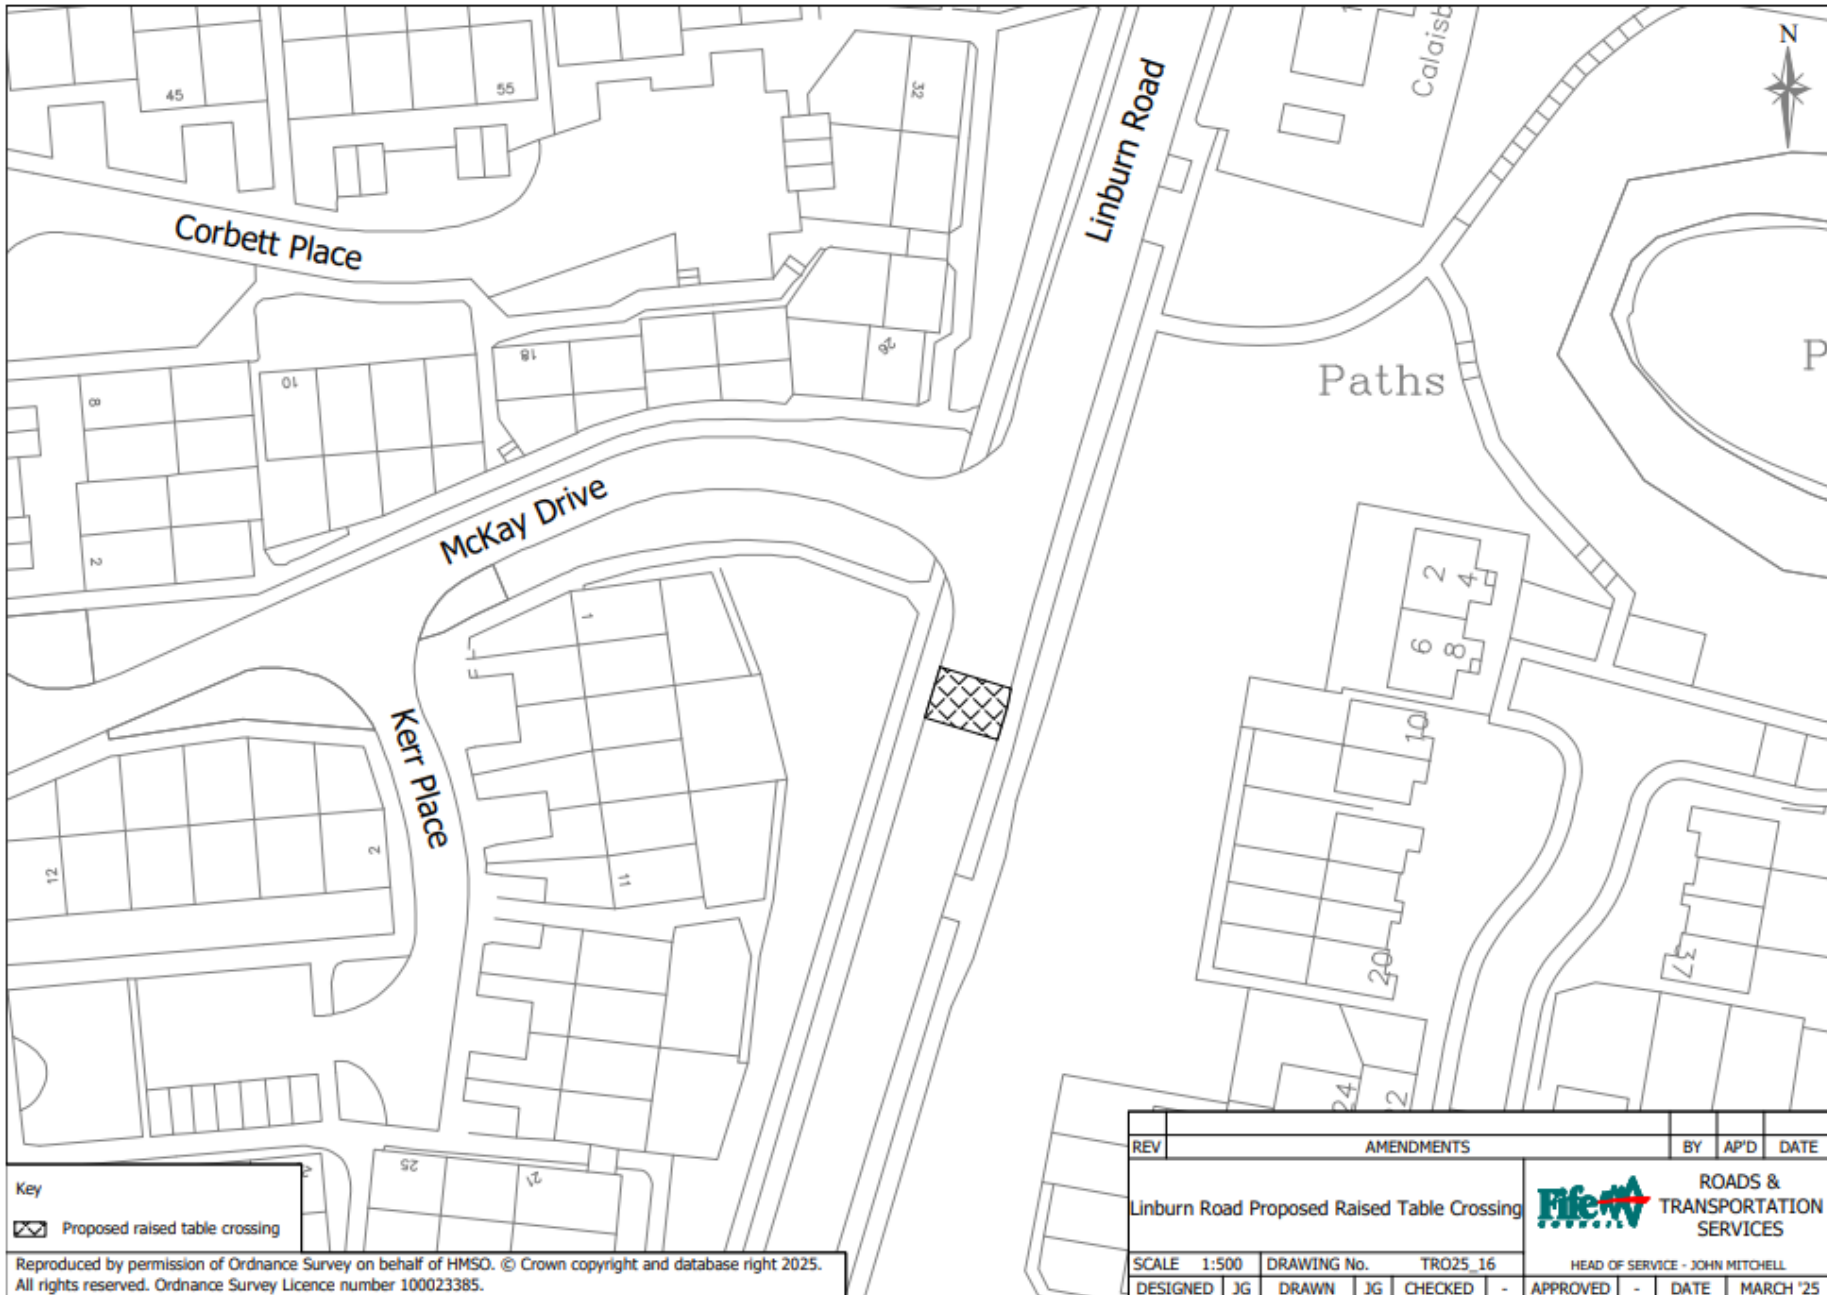 45
55
32
Calaisb
N
Linburn Road
Corbett Place
18
26
10
8
2
Paths
P
McKay Drive
1
2
4
6
8
10
Kerr Place
12
2
11
20
37
24
25
21
Key
Proposed raised table crossing
Reproduced by permission of Ordnance Survey on behalf of HMSO. © Crown copyright and database right 2025.
All rights reserved. Ordnance Survey Licence number 100023385.
REV AMENDMENTS BY AP'D DATE
Linburn Road Proposed Raised Table Crossing
Fife
COUNCIL
ROADS &
TRANSPORTATION
SERVICES
HEAD OF SERVICE - JOHN MITCHELL
SCALE 1:500 DRAWING No. TRO25_16
DESIGNED JG DRAWN JG CHECKED - APPROVED - DATE MARCH '25